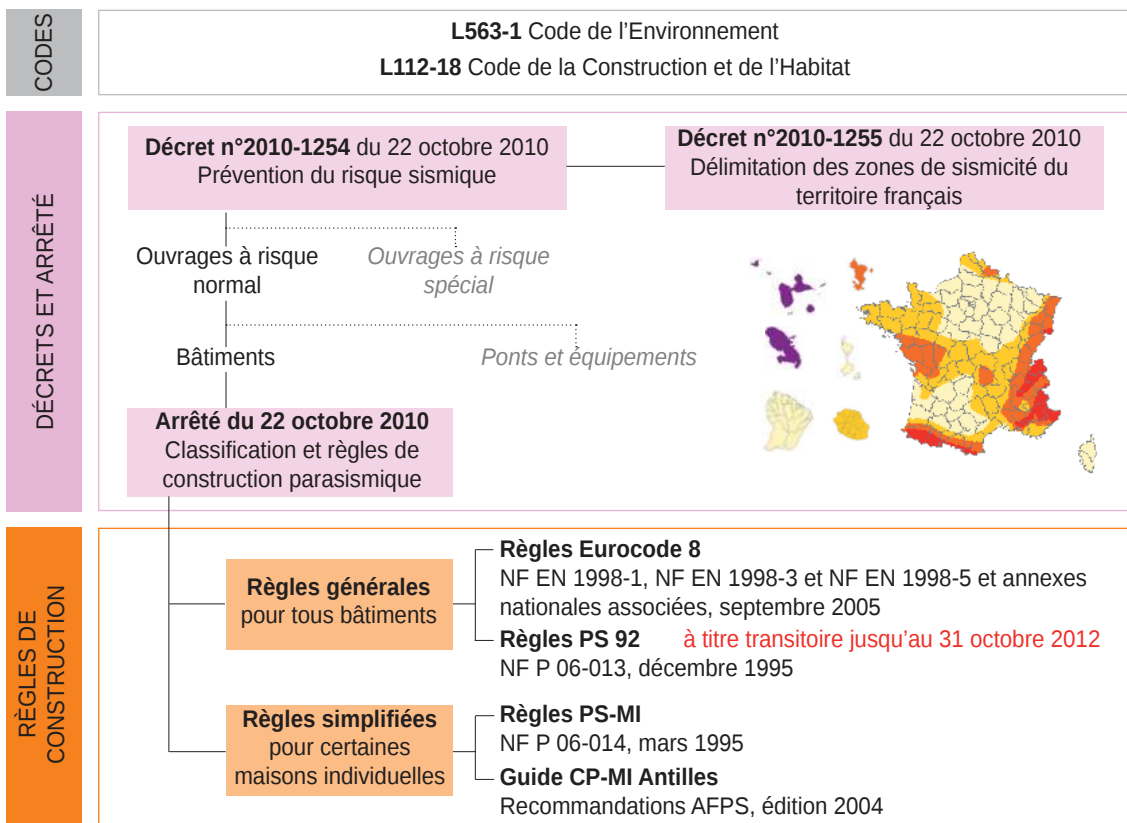 CODES
L563-1 Code de l'Environnement
L112-18 Code de la Construction et de l'Habitat
DÉCRETS ET ARRÊTÉ
Décret n°2010-1254 du 22 octobre 2010
Prévention du risque sismique
Décret n°2010-1255 du 22 octobre 2010
Délimitation des zones de sismicité du
territoire français
Ouvrages à risque
normal
Ouvrages à risque
spécial
Bâtiments
Ponts et équipements
Arrêté du 22 octobre 2010
Classification et règles de
construction parasismique
RÈGLES DE
CONSTRUCTION
Règles générales
pour tous bâtiments
Règles Eurocode 8
NF EN 1998-1, NF EN 1998-3 et NF EN 1998-5 et annexes
nationales associées, septembre 2005
Règles PS 92 à titre transitoire jusqu'au 31 octobre 2012
NF P 06-013, décembre 1995
Règles simplifiées
pour certaines
maisons individuelles
Règles PS-MI
NF P 06-014, mars 1995
Guide CP-MI Antilles
Recommandations AFPS, édition 2004